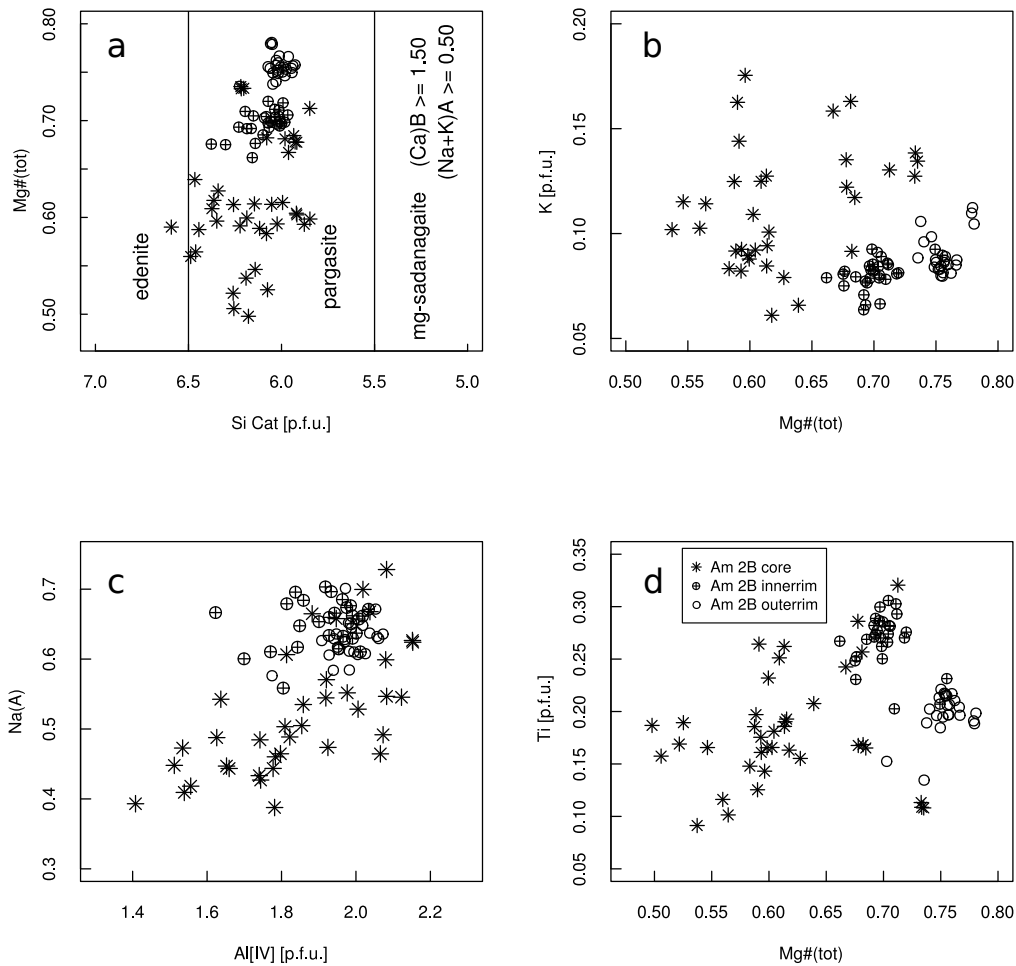 a
0.80
0.70
0.60
0.50
Mg#(tot)
edenite
pargasite
mg-sadanagaite
(Ca)B >= 1.50
(Na+K)A >= 0.50
7.0 6.5 6.0 5.5 5.0
Si Cat [p.f.u.]
b
0.20
0.15
0.10
0.05
K [p.f.u.]
0.50 0.55 0.60 0.65 0.70 0.75 0.80
Mg#(tot)
c
0.7
0.6
0.5
0.4
0.3
Na(A)
1.4 1.6 1.8 2.0 2.2
Al[IV] [p.f.u.]
d
Am 2B core
Am 2B innerrim
Am 2B outerrim
0.35
0.30
0.25
0.20
0.15
0.10
0.05
Ti [p.f.u.]
0.50 0.55 0.60 0.65 0.70 0.75 0.80
Mg#(tot)